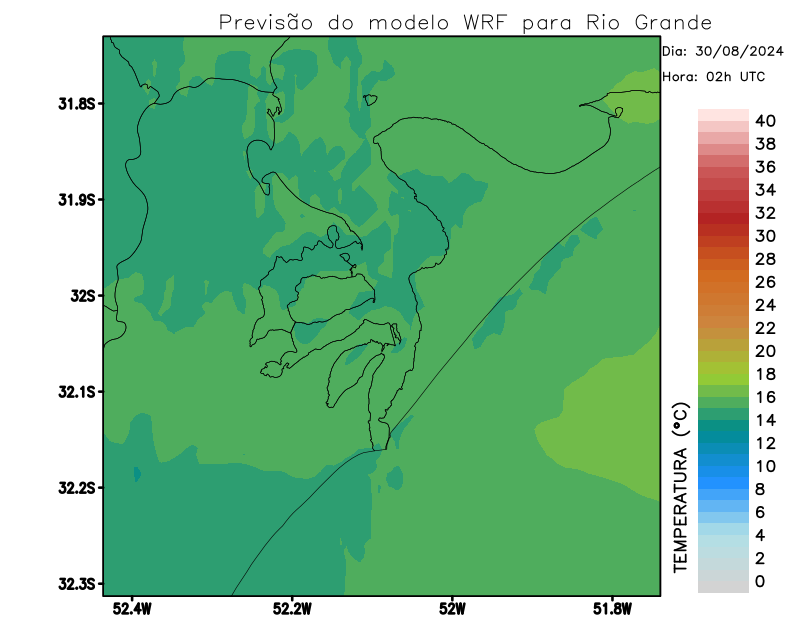 Previsão do modelo WRF para Rio Grande
Dia: 30/08/2024
Hora: 02h UTC
31.8S
31.9S
32S
32.1S
32.2S
32.3S
52.4W
52.2W
52W
51.8W
TEMPERATURA (°C)
40
38
36
34
32
30
28
26
24
22
20
18
16
14
12
10
8
6
4
2
0